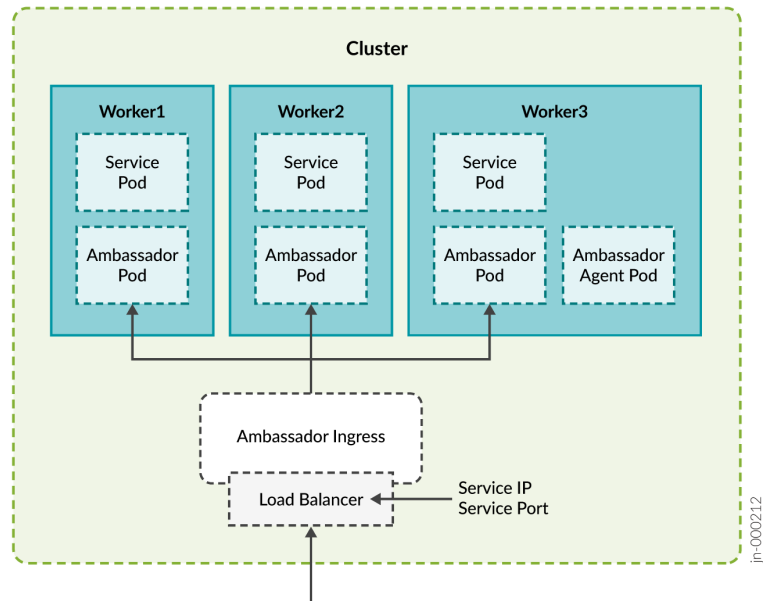 Cluster
Worker1
Worker2
Worker3
Service
Pod
Service
Pod
Service
Pod
Ambassador
Pod
Ambassador
Pod
Ambassador
Pod
Ambassador
Agent Pod
Ambassador Ingress
Load Balancer
Service IP
Service Port
jn-000212